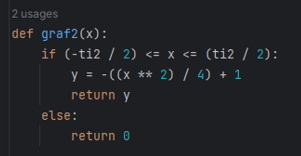 2 usages
def graf2(x):
    if (-ti2 / 2) <= x <= (ti2 / 2):
        y = -((x ** 2) / 4) + 1
        return y
    else:
        return 0